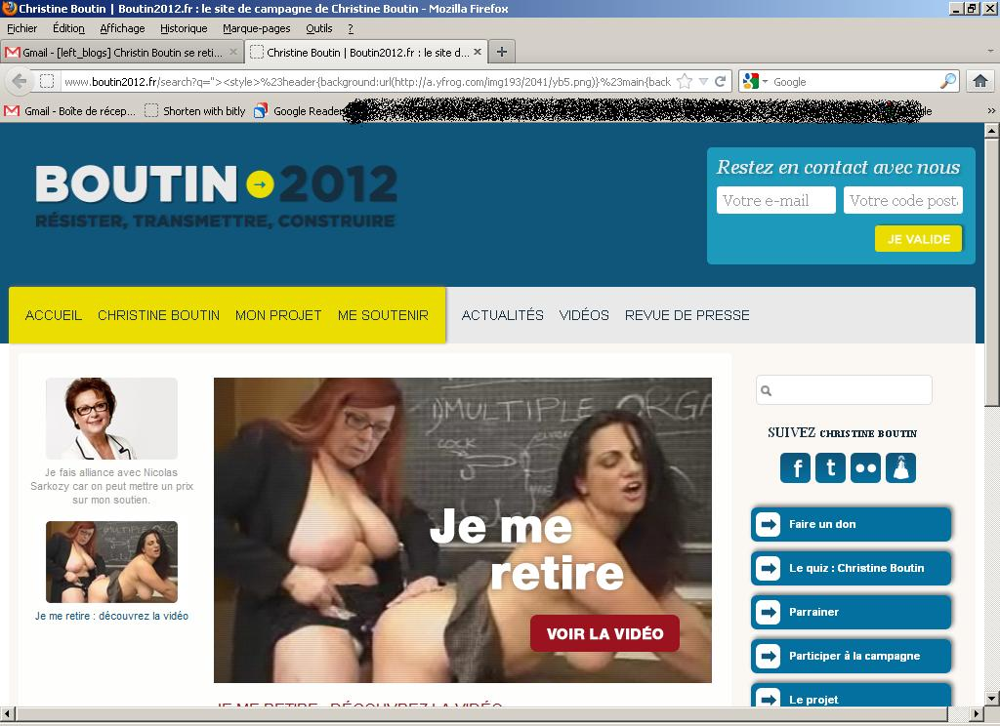 Christine Boutin | Boutin2012.fr : le site de campagne de Christine Boutin - Mozilla Firefox
Fichier Édition Affichage Historique Marque-pages Outils ?
Gmail - [left_blogs] Christin Boutin se reti...
Christine Boutin | Boutin2012.fr : le site d...
www.boutin2012.fr/search?q="><style>%23header{background:url(http://a.yfrog.com/img193/2041/yb5.png)}%23main{back
Google
Gmail - Boîte de récep...
Shorten with bitly
Google Reader
»
BOUTIN 2012
RÉSISTER, TRANSMETTRE, CONSTRUIRE
Restez en contact avec nous
Votre e-mail
Votre code post
JE VALIDE
ACCUEIL CHRISTINE BOUTIN MON PROJET ME SOUTENIR ACTUALITÉS VIDÉOS REVUE DE PRESSE
Je fais alliance avec Nicolas
Sarkozy car on peut mettre un prix
sur mon soutien.
Je me retire : découvrez la vidéo
)MULTIPLE ORGA
COCK
Je me
retire
VOIR LA VIDÉO
JE ME RETIRE : DÉCOUVREZ LA VIDÉO
SUIVEZ CHRISTINE BOUTIN
f t
Faire un don
Le quiz : Christine Boutin
Parrainer
Participer à la campagne
Le projet